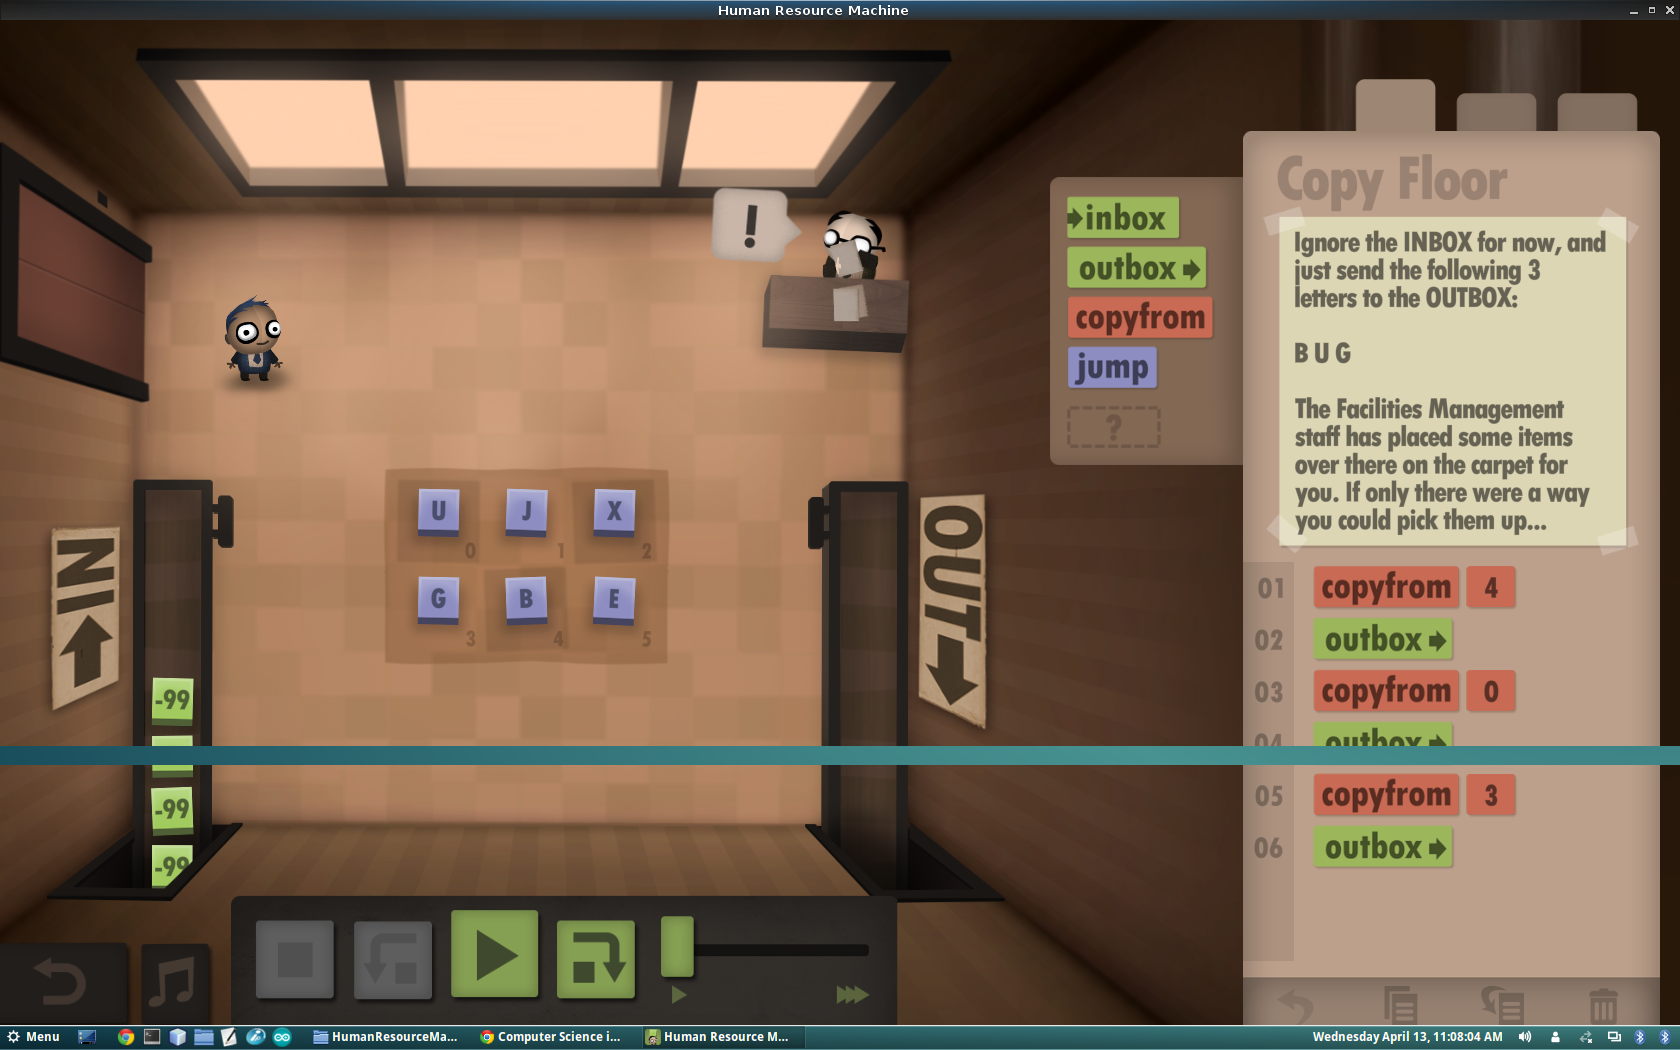 Human Resource Machine
Copy Floor
Ignore the INBOX for now, and
just send the following 3
letters to the OUTBOX:
B U G
The Facilities Management
staff has placed some items
over there on the carpet for
you. If only there were a way
you could pick them up...
inbox
outbox
copyfrom
jump
?
!
U J X
0 1 2
G B E
3 4 5
IN
OUT
-99
-99
-99
01 copyfrom 4
02 outbox
03 copyfrom 0
04 outbox
05 copyfrom 3
06 outbox
Menu
HumanResourceMa...
Computer Science i...
Human Resource M...
Wednesday April 13, 11:08:04 AM